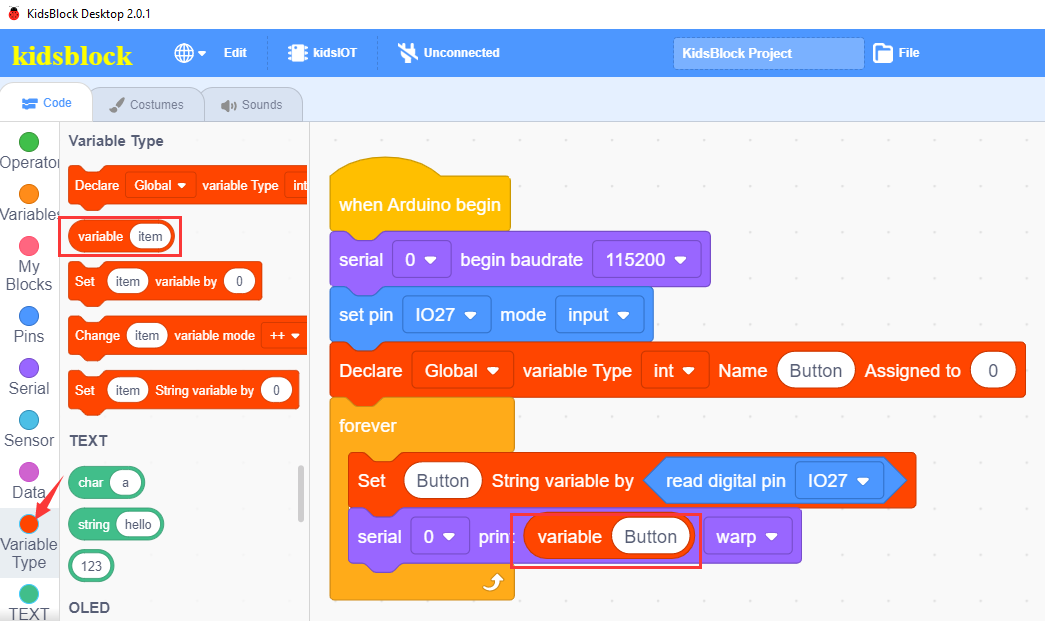 KidsBlock Desktop 2.0.1
kidsblock Edit kidsIOT Unconnected KidsBlock Project File
Code Costumes Sounds
Operator
Variables
My
Blocks
Pins
Serial
Sensor
Data
Variable
Type
TEXT
Variable Type
Declare Global variable Type int
variable item
Set item variable by 0
Change item variable mode ++
Set item String variable by 0
TEXT
char a
string hello
123
OLED
when Arduino begin
serial 0 begin baudrate 115200
set pin IO27 mode input
Declare Global variable Type int Name Button Assigned to 0
forever
Set Button String variable by read digital pin IO27
serial 0 print variable Button warp